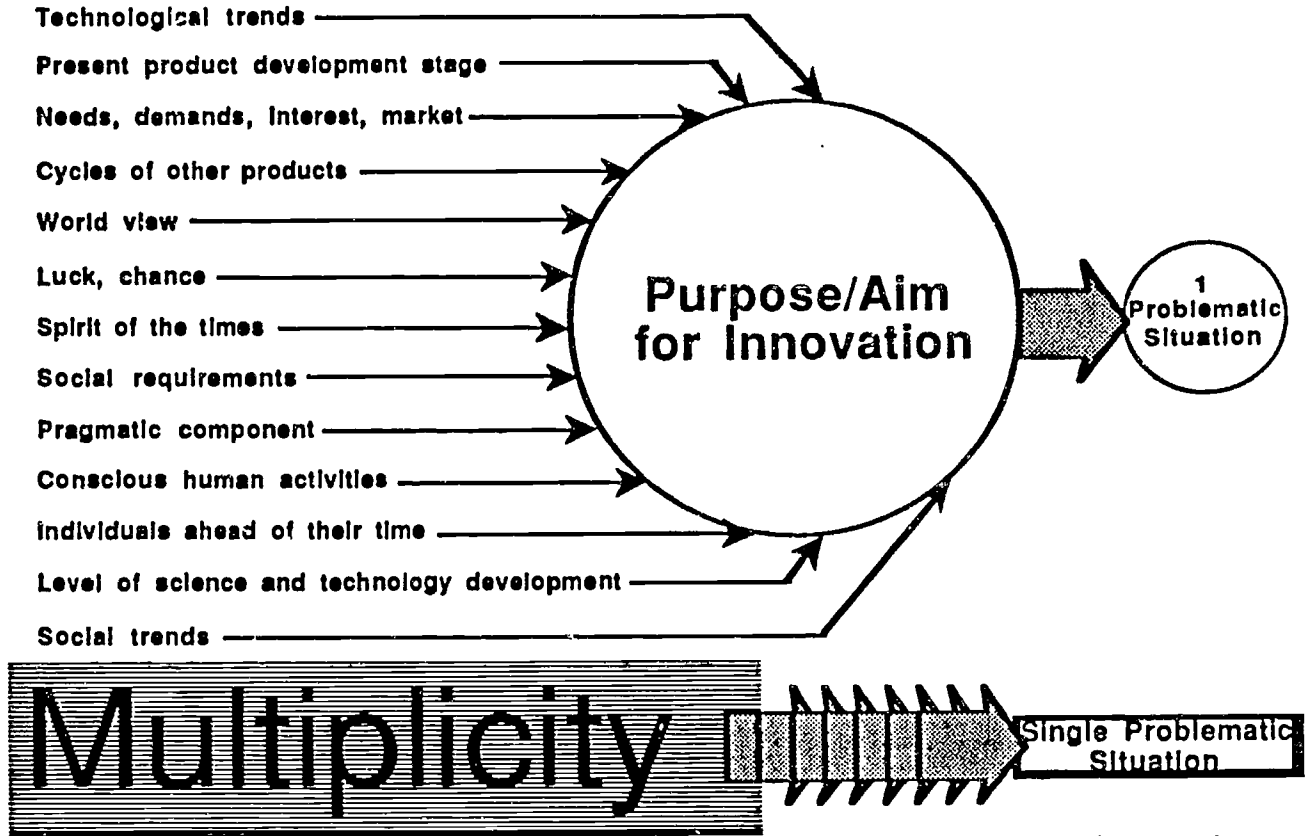 Technological trends
Present product development stage
Needs, demands, interest, market
Cycles of other products
World view
Luck, chance
Spirit of the times
Social requirements
Pragmatic component
Conscious human activities
Individuals ahead of their time
Level of science and technology development
Social trends
Purpose/Aim
for Innovation
1
Problematic
Situation
Multiplicity
Single Problematic
Situation